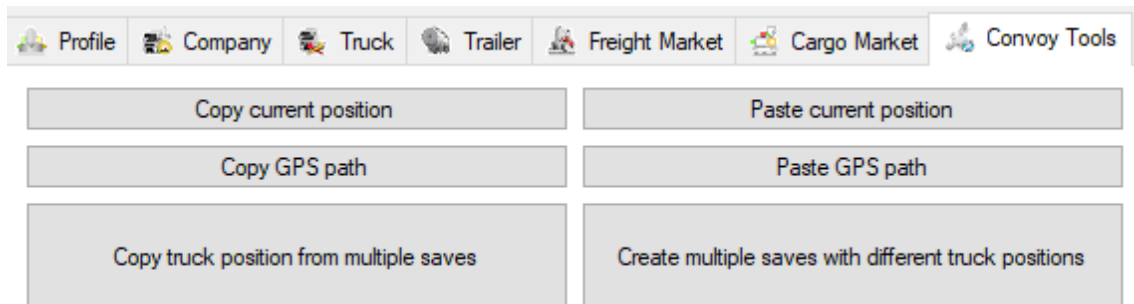 Profile Company Truck Trailer Freight Market Cargo Market Convoy Tools
Copy current position Paste current position
Copy GPS path Paste GPS path
Copy truck position from multiple saves Create multiple saves with different truck positions